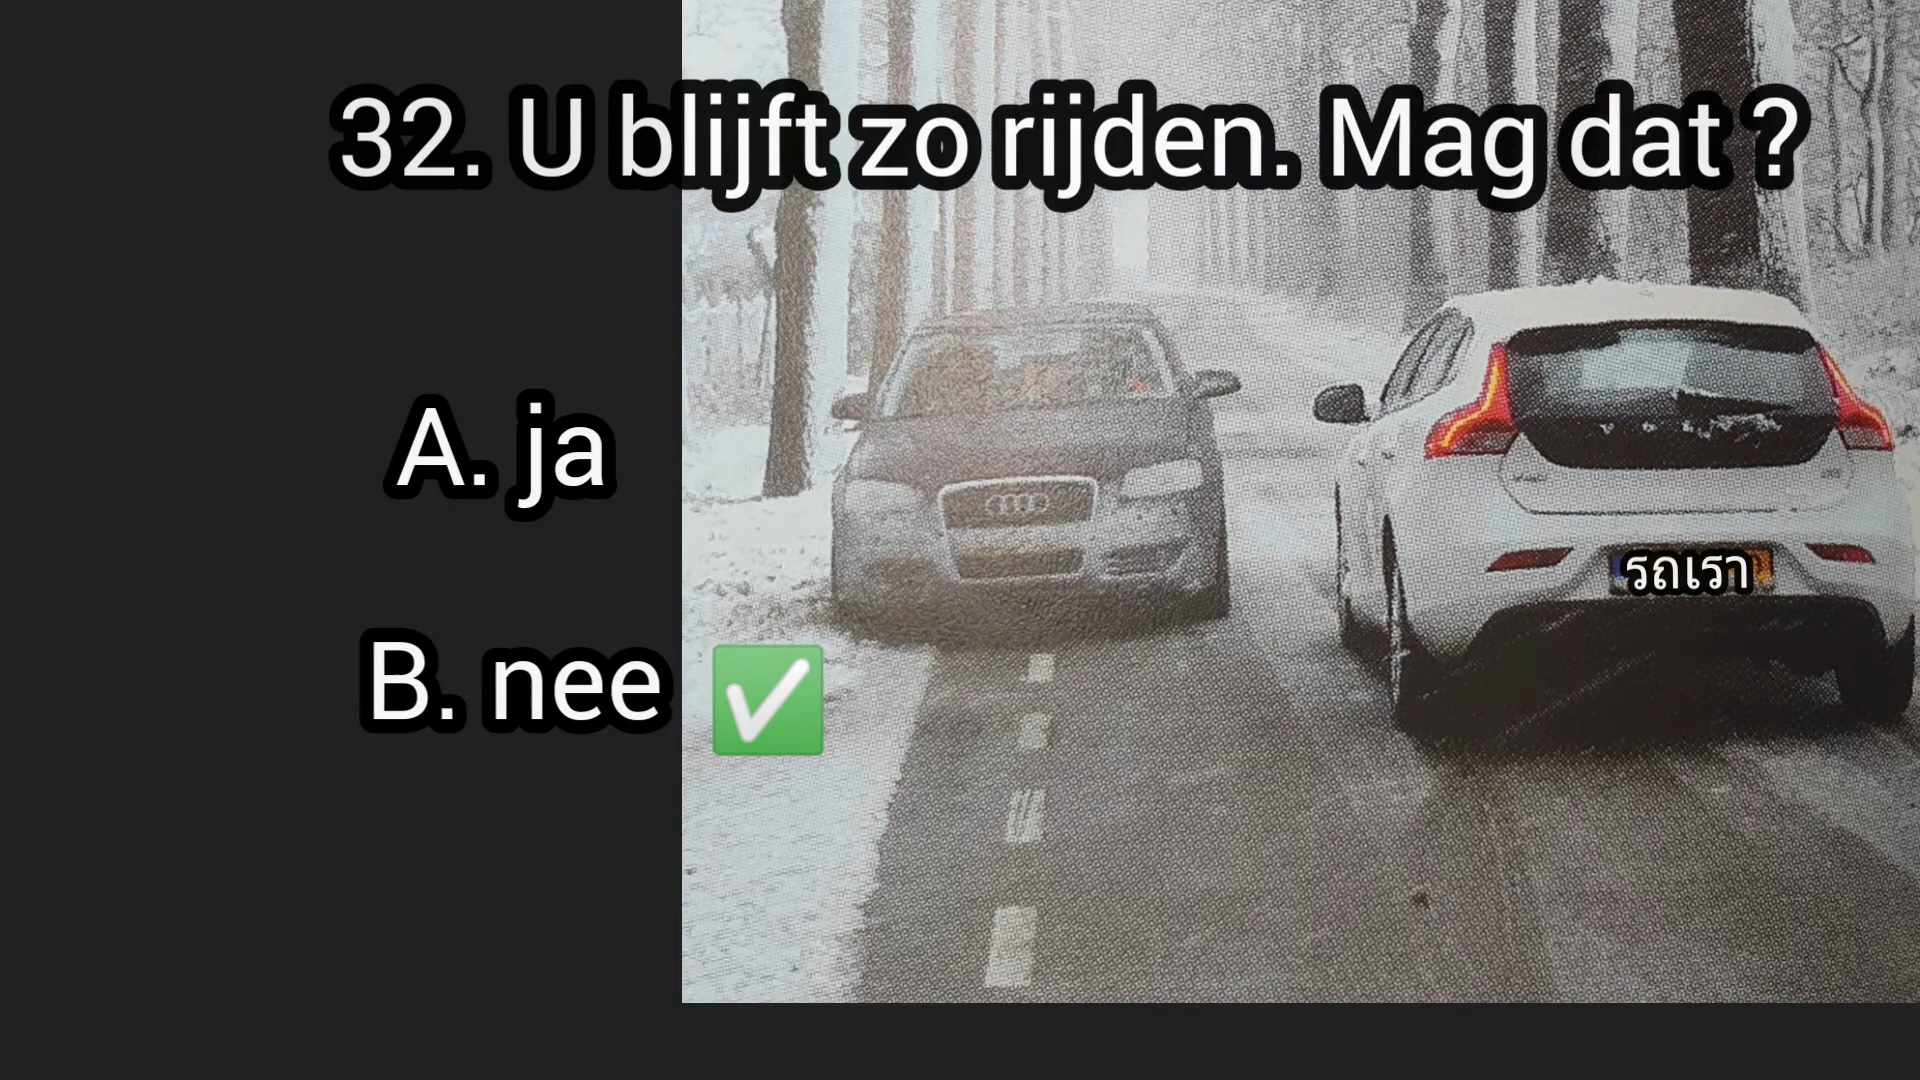 32. U blijft zo rijden. Mag dat ?
A. ja
B. nee
รถเรา